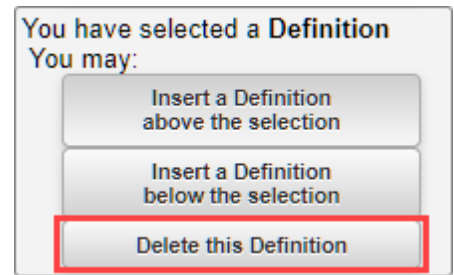 You have selected a Definition
You may:
Insert a Definition
above the selection
Insert a Definition
below the selection
Delete this Definition